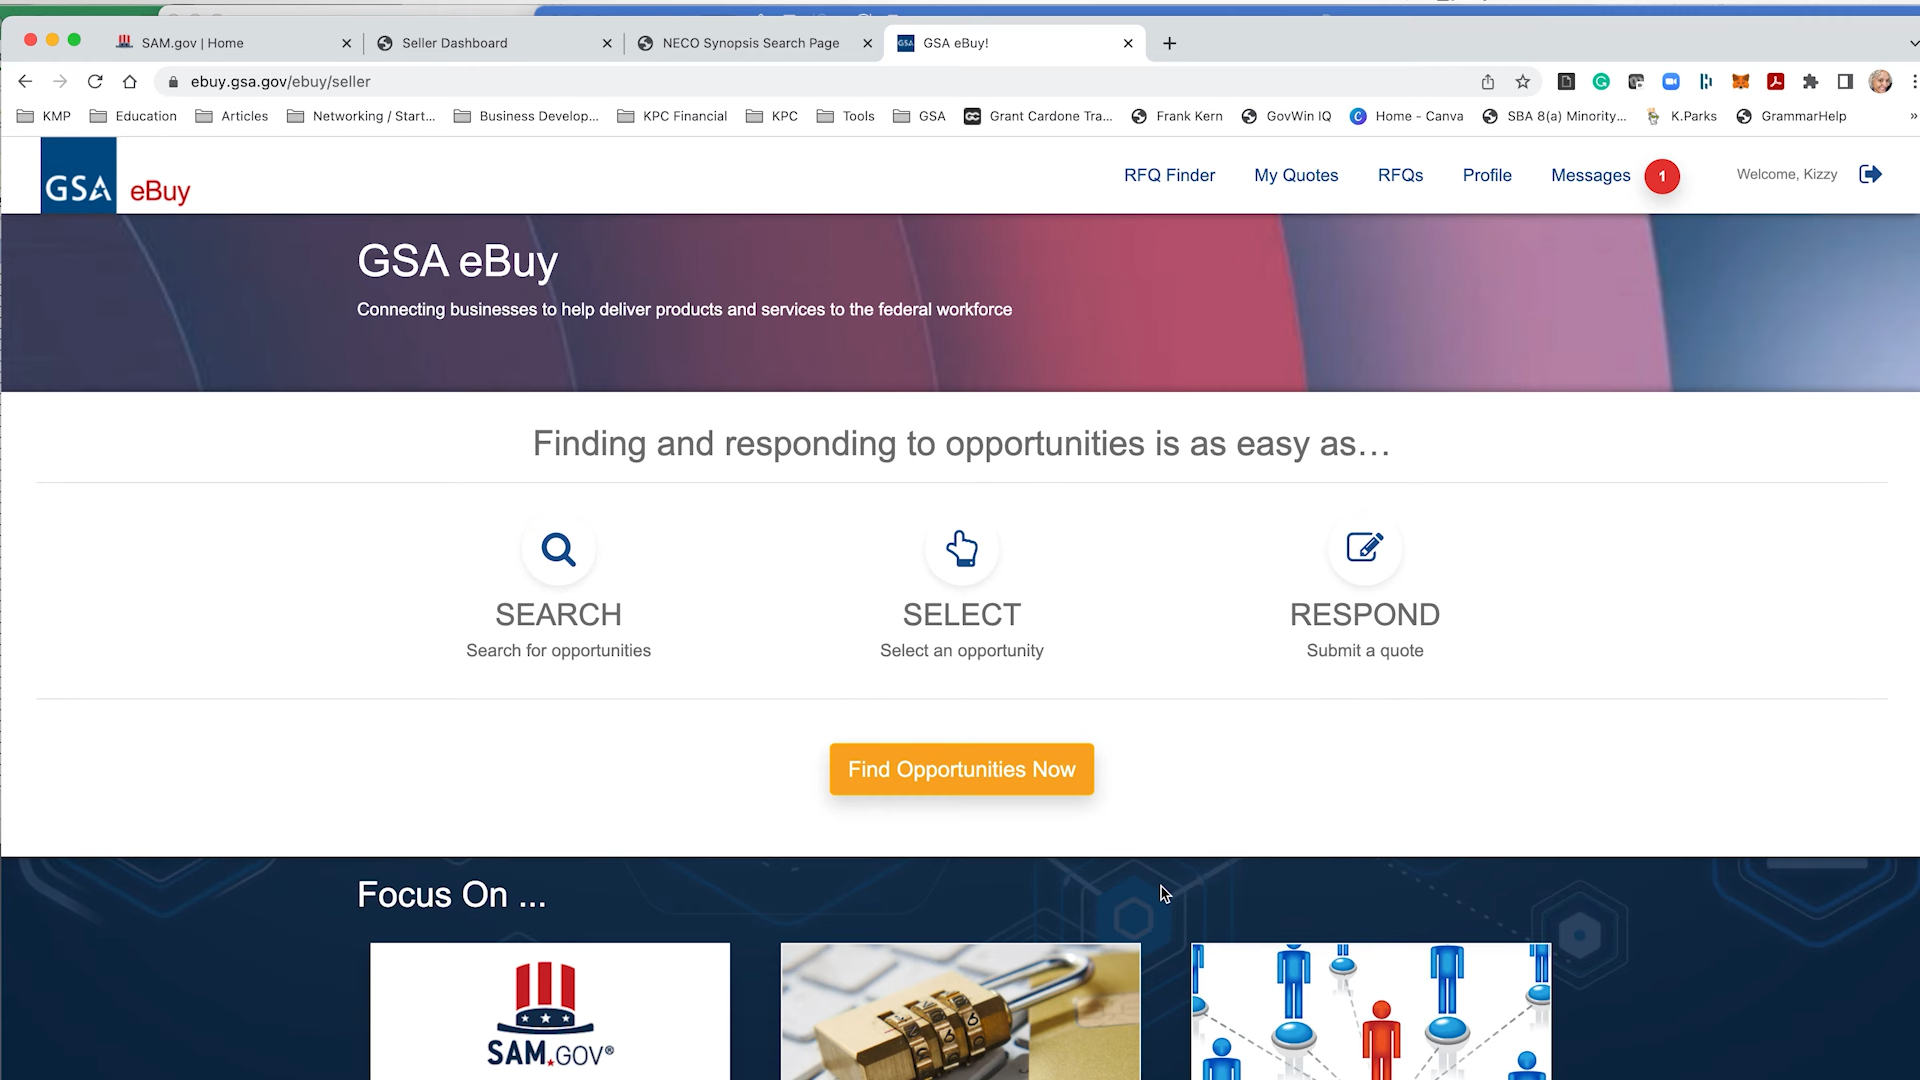 SAM.gov | Home
Seller Dashboard
NECO Synopsis Search Page
GSA eBuy!
ebuy.gsa.gov/ebuy/seller
KMP
Education
Articles
Networking / Start...
Business Develop...
KPC Financial
KPC
Tools
GSA
Grant Cardone Tra...
Frank Kern
GovWin IQ
Home - Canva
SBA 8(a) Minority...
K.Parks
GrammarHelp
»
GSA eBuy
RFQ Finder
My Quotes
RFQs
Profile
Messages 1
Welcome, Kizzy
GSA eBuy
Connecting businesses to help deliver products and services to the federal workforce
Finding and responding to opportunities is as easy as…
SEARCH
Search for opportunities
SELECT
Select an opportunity
RESPOND
Submit a quote
Find Opportunities Now
Focus On ...
SAM.GOV®